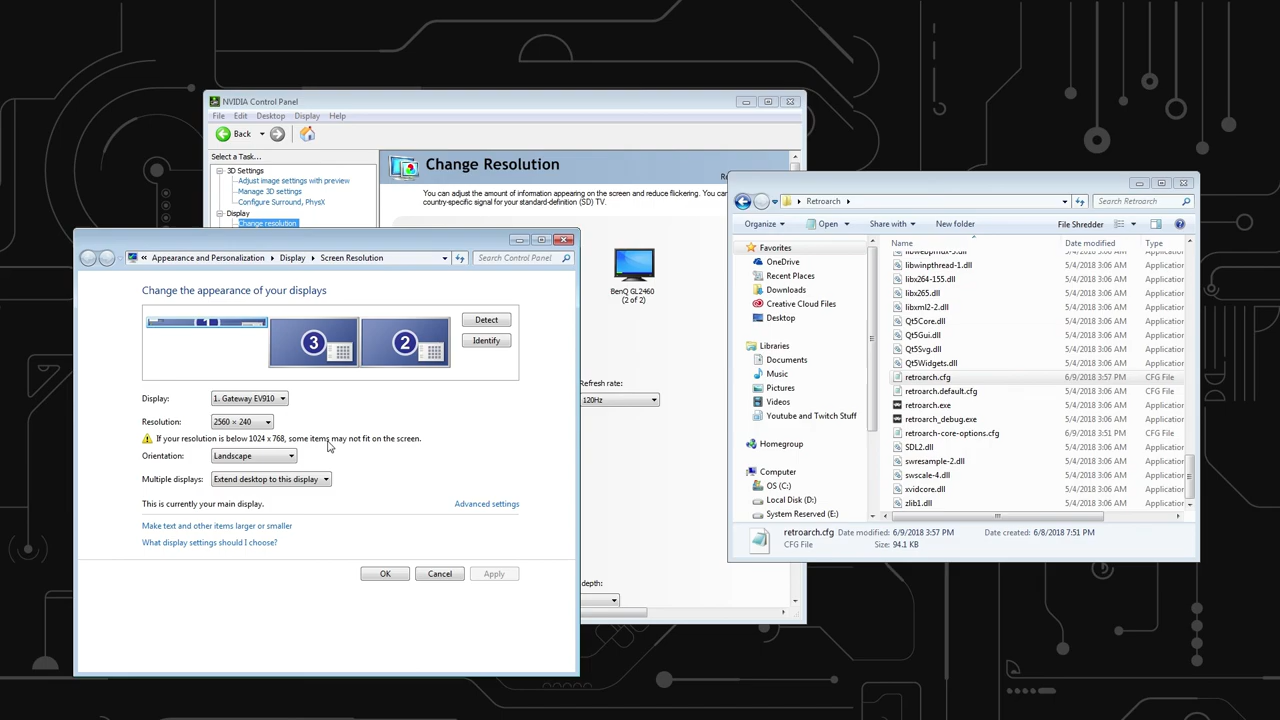 NVIDIA Control Panel
File Edit Desktop Display Help
Back
Select a Task...
3D Settings
Adjust image settings with preview
Manage 3D settings
Configure Surround, PhysX
Display
Change resolution
Change Resolution
You can adjust the amount of information appearing on the screen and reduce flickering. You can
country-specific signal for your standard-definition (SD) TV.
BenQ GL2460
(2 of 2)
Refresh rate:
120Hz
depth:
Appearance and Personalization Display Screen Resolution
Search Control Panel
Change the appearance of your displays
3
2
Detect
Identify
Display: 1. Gateway EV910
Resolution: 2560 × 240
If your resolution is below 1024 x 768, some items may not fit on the screen.
Orientation: Landscape
Multiple displays: Extend desktop to this display
This is currently your main display.
Advanced settings
Make text and other items larger or smaller
What display settings should I choose?
OK Cancel Apply
Retroarch
Search Retroarch
Organize Open Share with New folder File Shredder
Favorites
OneDrive
Recent Places
Downloads
Creative Cloud Files
Desktop
Libraries
Documents
Music
Pictures
Videos
Youtube and Twitch Stuff
Homegroup
Computer
OS (C:)
Local Disk (D:)
System Reserved (E:)
Name Date modified Type
libwinpthread-1.dll 5/4/2018 3:06 AM Application
libx264-155.dll 5/4/2018 3:06 AM Application
libx265.dll 5/4/2018 3:06 AM Application
libxml2-2.dll 5/4/2018 3:06 AM Application
Qt5Core.dll 5/4/2018 3:06 AM Application
Qt5Gui.dll 5/4/2018 3:06 AM Application
Qt5Svg.dll 5/4/2018 3:06 AM Application
Qt5Widgets.dll 5/4/2018 3:06 AM Application
retroarch.cfg 6/9/2018 3:57 PM CFG File
retroarch.default.cfg 5/4/2018 3:06 AM CFG File
retroarch.exe 5/4/2018 3:06 AM Application
retroarch_debug.exe 5/4/2018 3:06 AM Application
retroarch-core-options.cfg 6/9/2018 3:51 PM CFG File
SDL2.dll 5/4/2018 3:06 AM Application
swresample-2.dll 5/4/2018 3:06 AM Application
swscale-4.dll 5/4/2018 3:06 AM Application
xvidcore.dll 5/4/2018 3:06 AM Application
zlib1.dll 5/4/2018 3:06 AM Application
retroarch.cfg Date modified: 6/9/2018 3:57 PM Date created: 6/8/2018 7:51 PM
CFG File Size: 94.1 KB